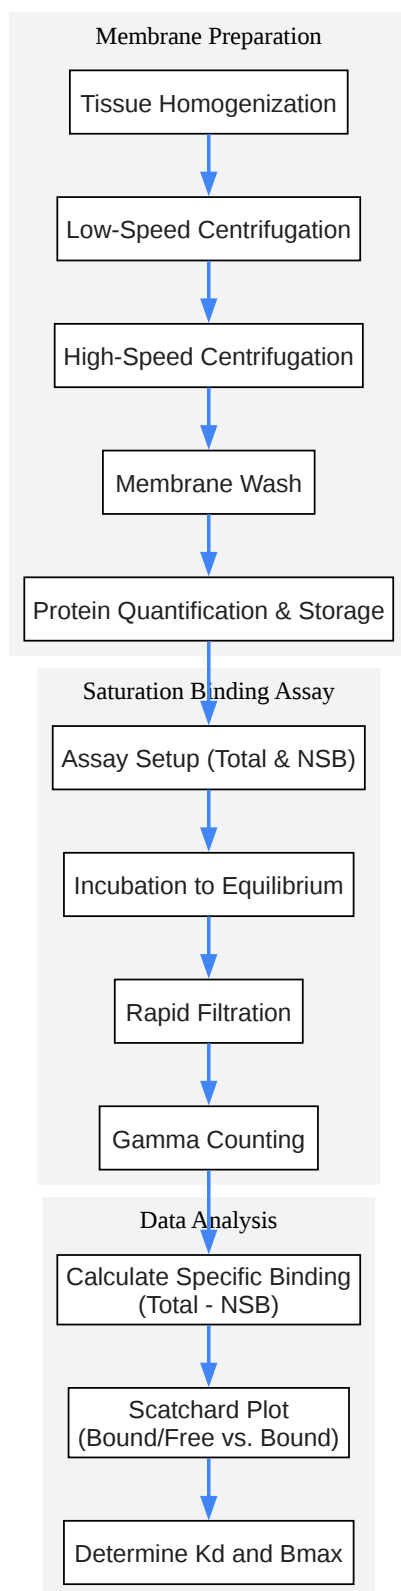 Membrane Preparation
Tissue Homogenization
Low-Speed Centrifugation
High-Speed Centrifugation
Membrane Wash
Protein Quantification & Storage
Saturation Binding Assay
Assay Setup (Total & NSB)
Incubation to Equilibrium
Rapid Filtration
Gamma Counting
Data Analysis
Calculate Specific Binding
(Total - NSB)
Scatchard Plot
(Bound/Free vs. Bound)
Determine Kd and Bmax